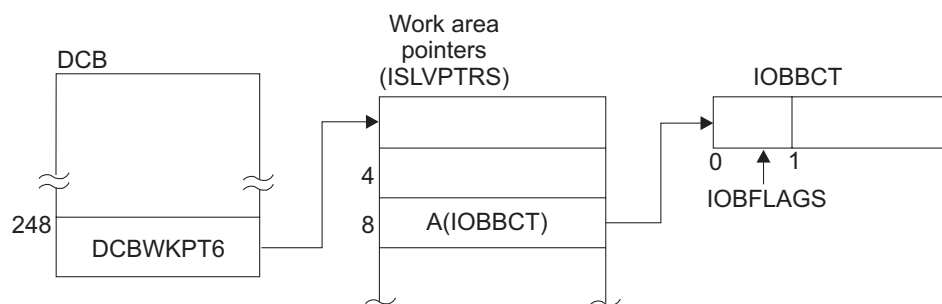 DCB
Work area
pointers
(ISLVPTRS)
IOBBCT
4
0
1
IOBFLAGS
248
DCBWKPT6
8
A(IOBBCT)